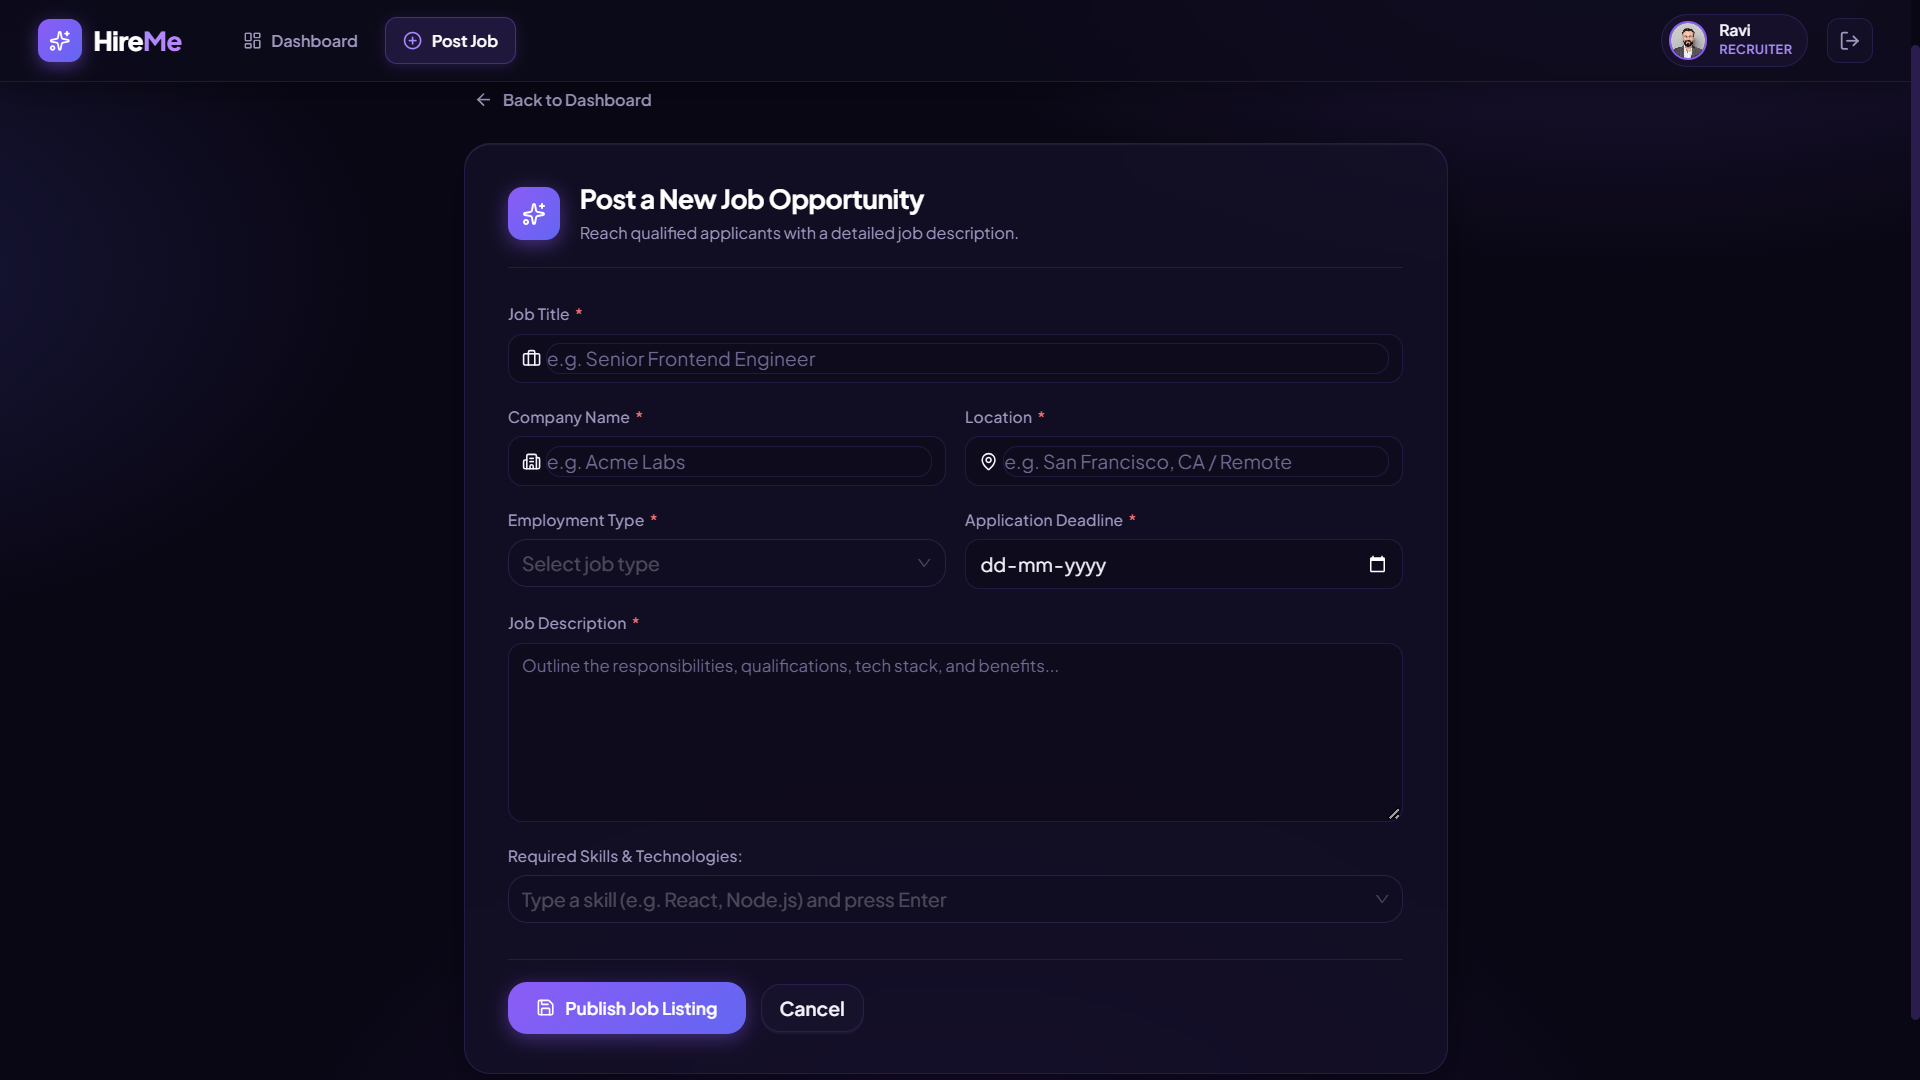 HireMe
Dashboard
Post Job
Ravi
RECRUITER
Back to Dashboard
Post a New Job Opportunity
Reach qualified applicants with a detailed job description.
Job Title *
e.g. Senior Frontend Engineer
Company Name *
Location *
e.g. Acme Labs
e.g. San Francisco, CA / Remote
Employment Type *
Application Deadline *
Select job type
dd-mm-yyyy
Job Description *
Outline the responsibilities, qualifications, tech stack, and benefits...
Required Skills & Technologies:
Type a skill (e.g. React, Node.js) and press Enter
Publish Job Listing
Cancel